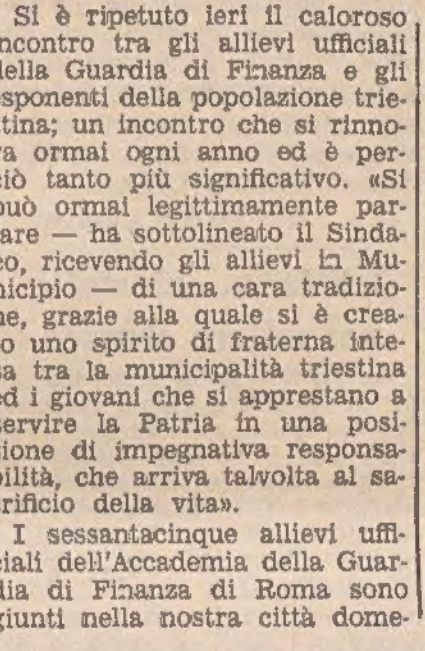 Si è ripetuto ieri il caloroso
ncontro tra gli allievi ufficiali
della Guardia di Finanza e gli
esponenti della popolazione trie-
stina; un incontro che si rinno-
va ormai ogni anno ed è per-
ciò tanto più significativo. «Si
può ormai legittimamente par-
lare — ha sottolineato il Sinda-
co, ricevendo gli allievi in Mu-
nicipio — di una cara tradizio-
ne, grazie alla quale si è crea-
to uno spirito di fraterna inte-
sa tra la municipalità triestina
ed i giovani che si apprestano a
servire la Patria in una posi-
zione di impegnativa responsa-
bilità, che arriva talvolta al sa-
crificio della vita».
I sessantacinque allievi uffi-
ciali dell'Accademia della Guar-
dia di Finanza di Roma sono
giunti nella nostra città dome-